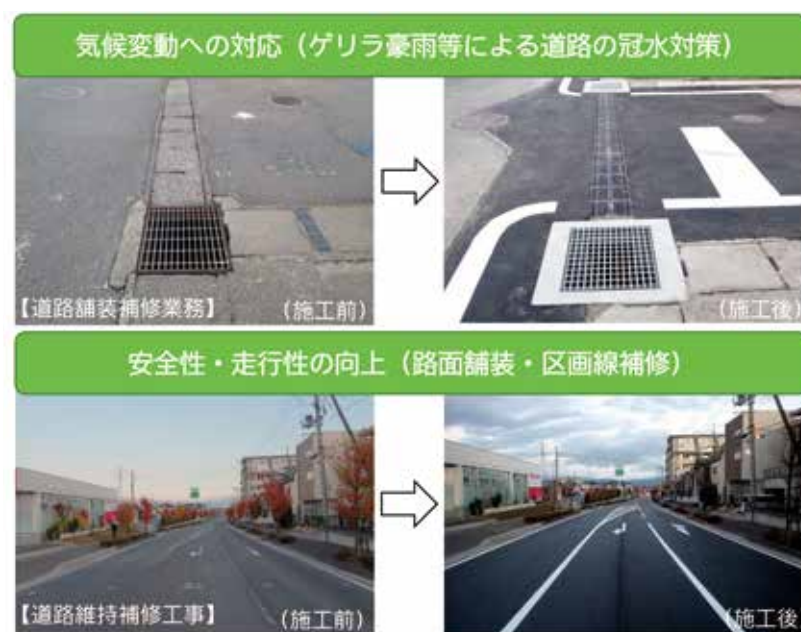 気候変動への対応（ゲリラ豪雨等による道路の冠水対策）
【道路舗装補修業務】
（施工前）
（施工後）
安全性・走行性の向上（路面舗装・区画線補修）
【道路維持補修工事】
（施工前）
（施工後）